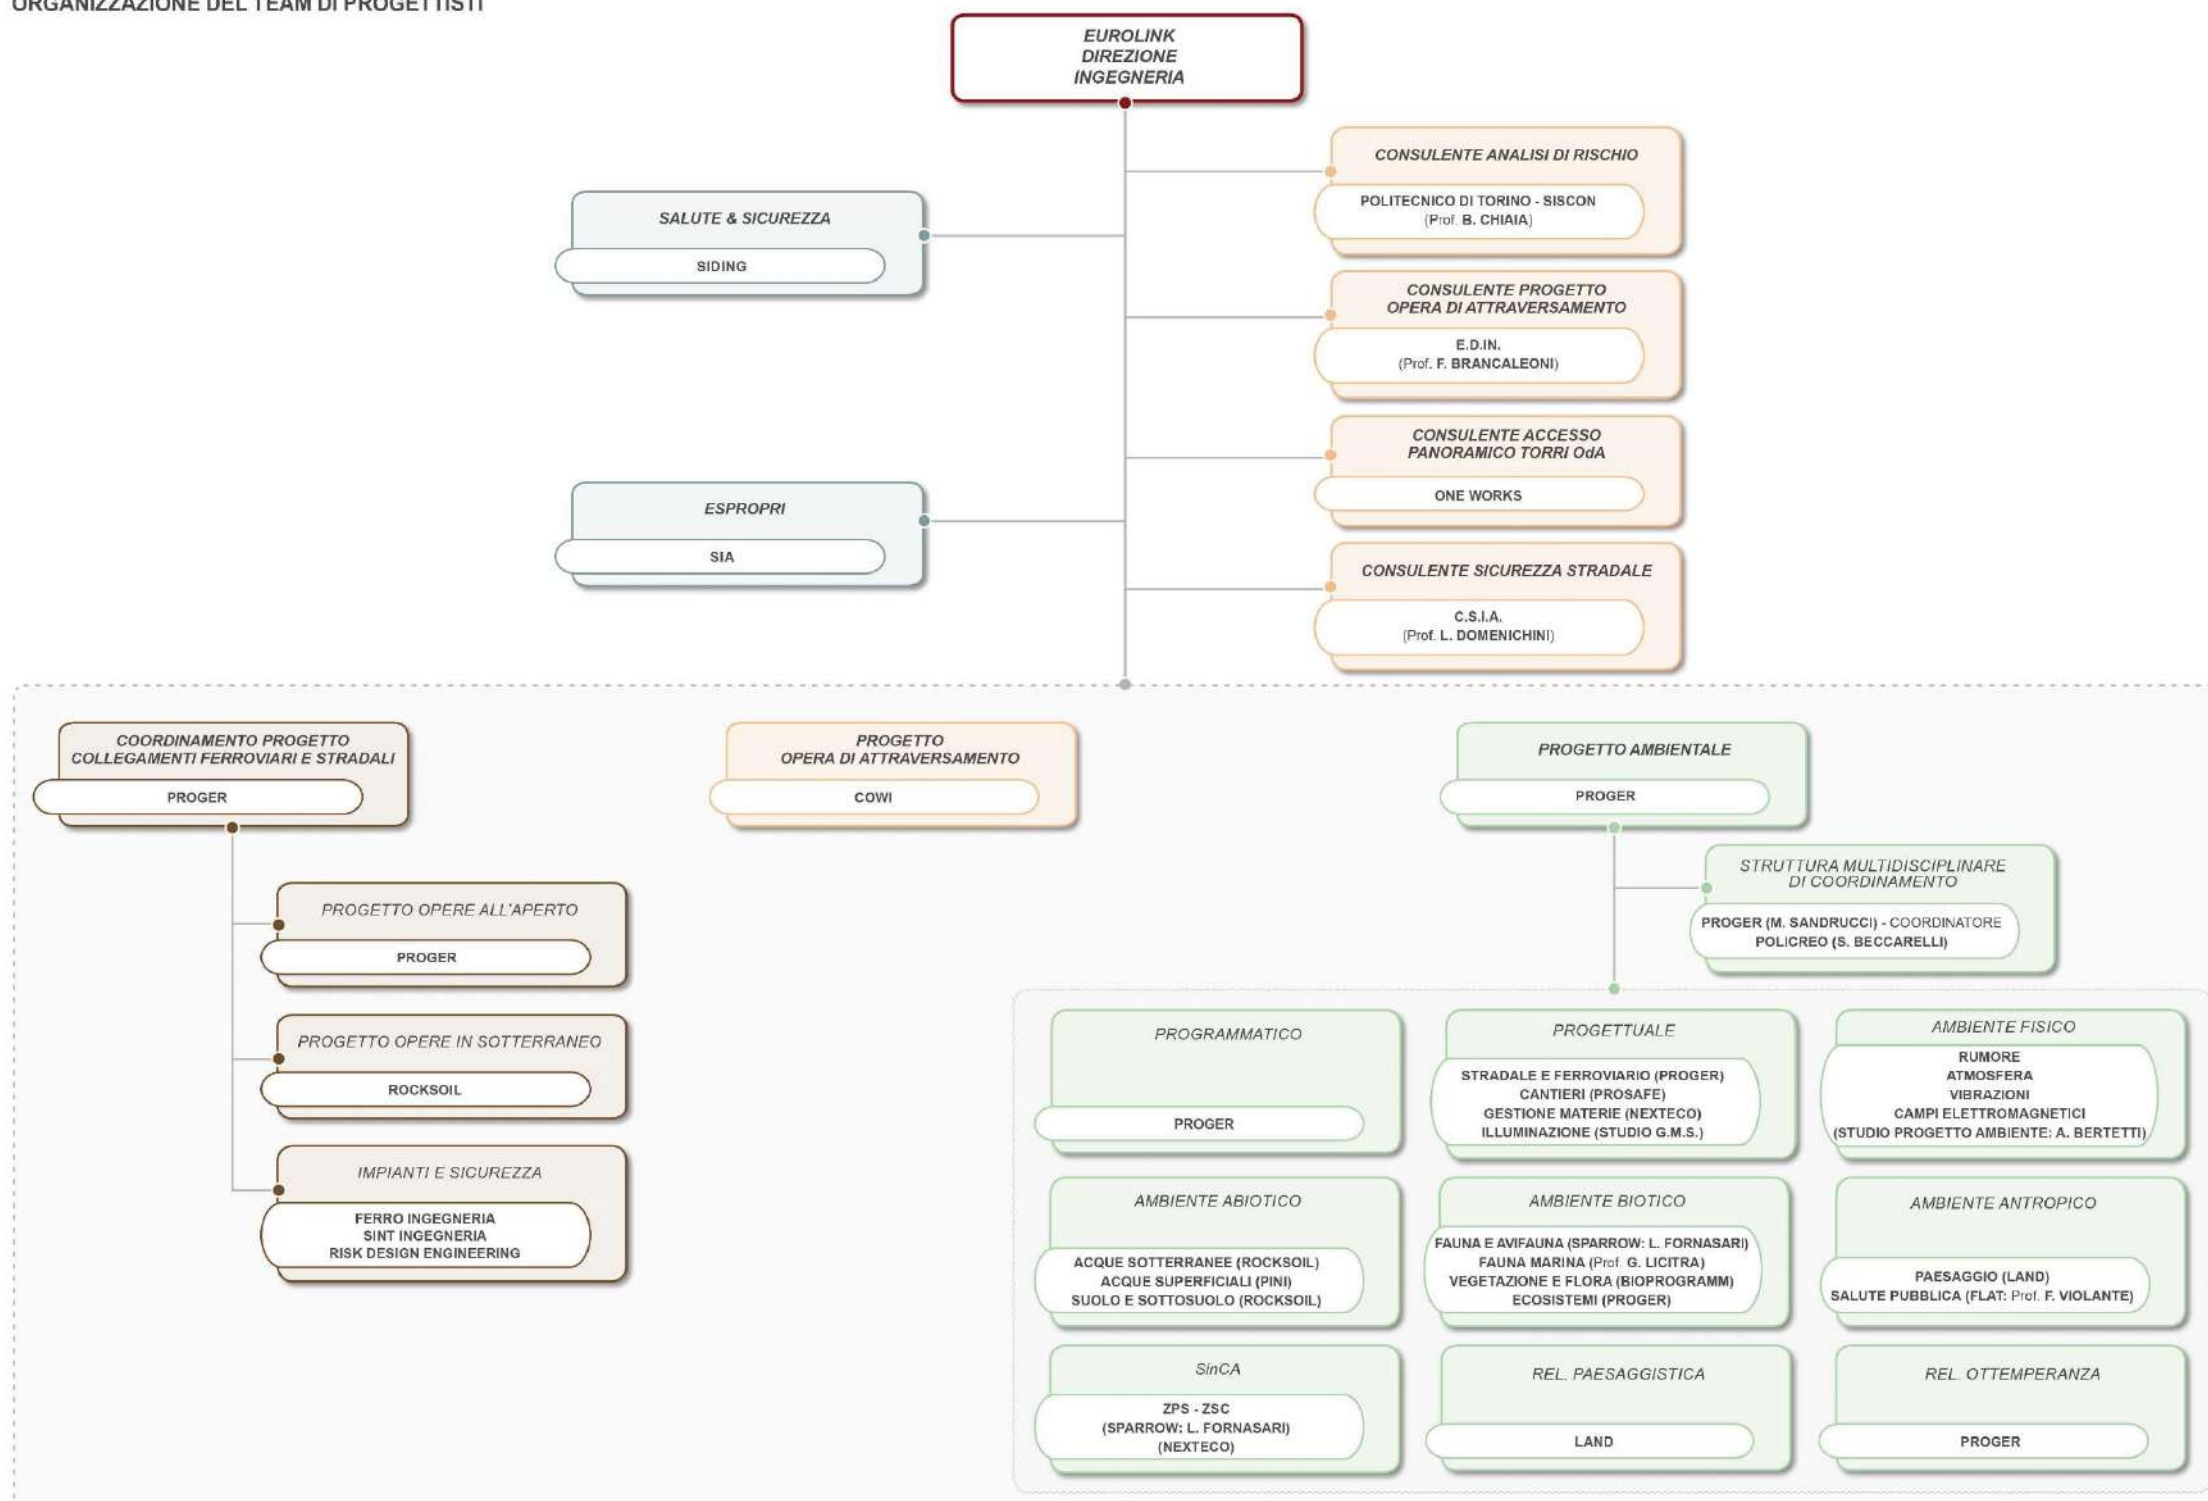 ORGANIZZAZIONE DEL TEAM DI PROGETTISTI
EUROLINK
DIREZIONE
INGEGNERIA
CONSULENTE ANALISI DI RISCHIO
POLITECNICO DI TORINO - SISCON
(Prof. B. CHIAIA)
SALUTE & SICUREZZA
SIDING
CONSULENTE PROGETTO
OPERA DI ATTRAVERSAMENTO
E.D.IN.
(Prof. F. BRANCALEONI)
CONSULENTE ACCESSO
PANORAMICO TORRI OdA
ONE WORKS
ESPROPRI
SIA
CONSULENTE SICUREZZA STRADALE
C.S.I.A.
(Prof. L. DOMENICHINI)
COORDINAMENTO PROGETTO
COLLEGAMENTI FERROVIARI E STRADALI
PROGER
PROGETTO OPERE ALL'APERTO
PROGER
PROGETTO OPERE IN SOTTERRANEO
ROCKSOIL
IMPIANTI E SICUREZZA
FERRO INGEGNERIA
SINT INGEGNERIA
RISK DESIGN ENGINEERING
PROGETTO
OPERA DI ATTRAVERSAMENTO
COWI
PROGETTO AMBIENTALE
PROGER
STRUTTURA MULTIDISCIPLINARE
DI COORDINAMENTO
PROGER (M. SANDRUCCI) - COORDINATORE
POLICREO (S. BECCARELLI)
PROGRAMMATICO
PROGER
PROGETTUALE
STRADALE E FERROVIARIO (PROGER)
CANTIERI (PROSAFE)
GESTIONE MATERIE (NEXTECO)
ILLUMINAZIONE (STUDIO G.M.S.)
AMBIENTE FISICO
RUMORE
ATMOSFERA
VIBRAZIONI
CAMPI ELETTROMAGNETICI
(STUDIO PROGETTO AMBIENTE: A. BERTETTI)
AMBIENTE ABIOTICO
ACQUE SOTTERRANEE (ROCKSOIL)
ACQUE SUPERFICIALI (PINI)
SUOLO E SOTTOSUOLO (ROCKSOIL)
AMBIENTE BIOTICO
FAUNA E AVIFAUNA (SPARROW: L. FORNASARI)
FAUNA MARINA (Prof. G. LICITRA)
VEGETAZIONE E FLORA (BIOPROGRAMM)
ECOSISTEMI (PROGER)
AMBIENTE ANTROPICO
PAESAGGIO (LAND)
SALUTE PUBBLICA (FLAT: Prof. F. VIOLANTE)
SinCA
ZPS - ZSC
(SPARROW: L. FORNASARI)
(NEXTECO)
REL. PAESAGGISTICA
LAND
REL. OTTEMPERANZA
PROGER